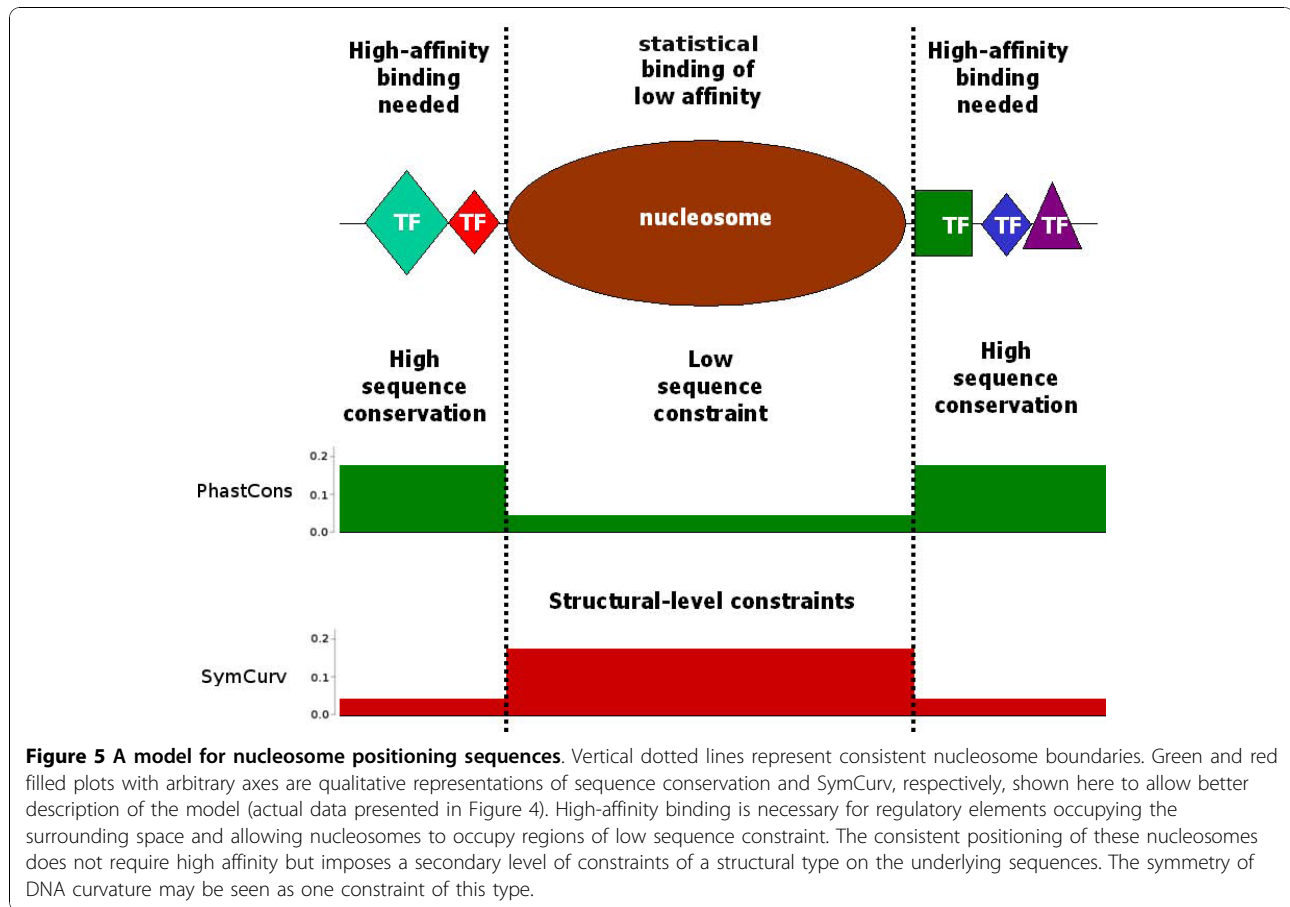 High-affinity
binding
needed
statistical
binding of
low affinity
High-affinity
binding
needed
TF
TF
nucleosome
TF
TF
TF
High
sequence
conservation
Low
sequence
constraint
High
sequence
conservation
PhastCons
0.2
0.1
0.0
Structural-level constraints
SymCurv
0.2
0.1
0.0
Figure 5 A model for nucleosome positioning sequences. Vertical dotted lines represent consistent nucleosome boundaries. Green and red
filled plots with arbitrary axes are qualitative representations of sequence conservation and SymCurv, respectively, shown here to allow better
description of the model (actual data presented in Figure 4). High-affinity binding is necessary for regulatory elements occupying the
surrounding space and allowing nucleosomes to occupy regions of low sequence constraint. The consistent positioning of these nucleosomes
does not require high affinity but imposes a secondary level of constraints of a structural type on the underlying sequences. The symmetry of
DNA curvature may be seen as one constraint of this type.